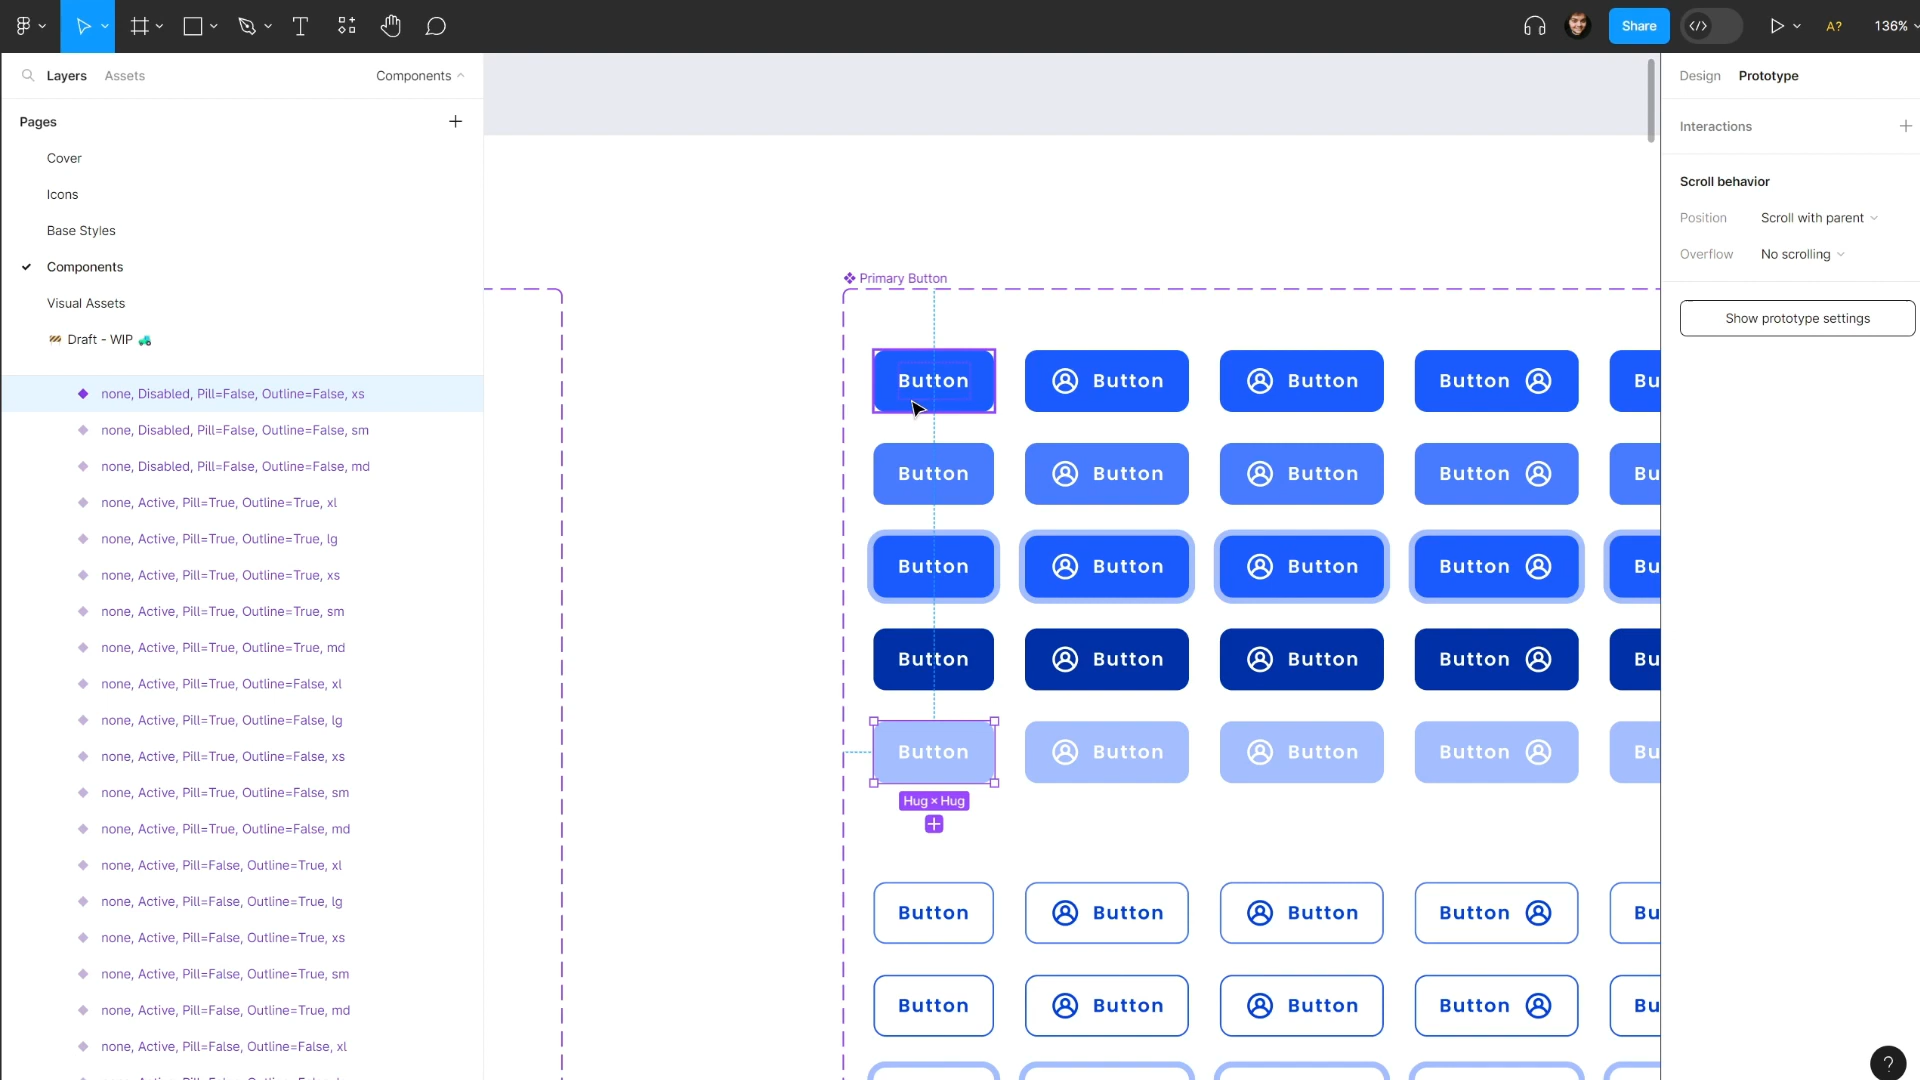 Share
A?
136%
Layers
Assets
Components
Design
Prototype
Pages
Interactions
Cover
Icons
Scroll behavior
Position
Scroll with parent
Base Styles
Overflow
No scrolling
Components
Visual Assets
Show prototype settings
Draft - WIP
none, Disabled, Pill=False, Outline=False, xs
none, Disabled, Pill=False, Outline=False, sm
none, Disabled, Pill=False, Outline=False, md
none, Active, Pill=True, Outline=True, xl
none, Active, Pill=True, Outline=True, lg
none, Active, Pill=True, Outline=True, xs
none, Active, Pill=True, Outline=True, sm
none, Active, Pill=True, Outline=True, md
none, Active, Pill=True, Outline=False, xl
none, Active, Pill=True, Outline=False, lg
none, Active, Pill=True, Outline=False, xs
none, Active, Pill=True, Outline=False, sm
none, Active, Pill=True, Outline=False, md
none, Active, Pill=False, Outline=True, xl
none, Active, Pill=False, Outline=True, lg
none, Active, Pill=False, Outline=True, xs
none, Active, Pill=False, Outline=True, sm
none, Active, Pill=False, Outline=True, md
none, Active, Pill=False, Outline=False, xl
Primary Button
Button Button Button Button Bu
Button Button Button Button Bu
Button Button Button Button Bu
Button Button Button Button Bu
Button Button Button Button Bu
Hug × Hug
Button Button Button Button Bu
Button Button Button Button Bu
?